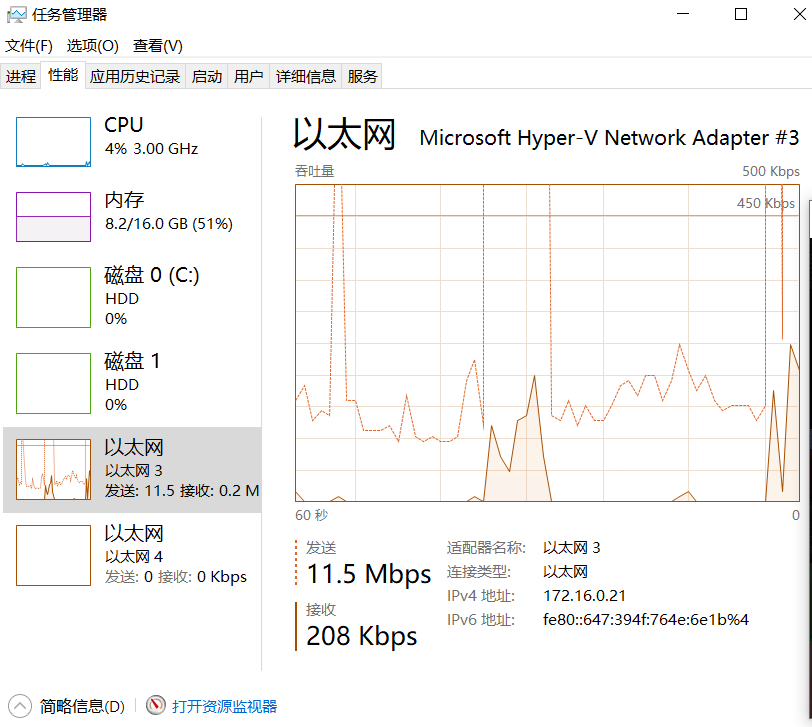 任务管理器
文件(F) 选项(O) 查看(V)
进程 性能 应用历史记录 启动 用户 详细信息 服务
CPU
4% 3.00 GHz
内存
8.2/16.0 GB (51%)
磁盘 0 (C:)
HDD
0%
磁盘 1
HDD
0%
以太网
以太网 3
发送: 11.5 接收: 0.2 M
以太网
以太网 4
发送: 0 接收: 0 Kbps
以太网 Microsoft Hyper-V Network Adapter #3
吞吐量 500 Kbps
450 Kbps
60 秒 0
发送
11.5 Mbps
接收
208 Kbps
适配器名称: 以太网 3
连接类型: 以太网
IPv4 地址: 172.16.0.21
IPv6 地址: fe80::647:394f:764e:6e1b%4
简略信息(D) 打开资源监视器